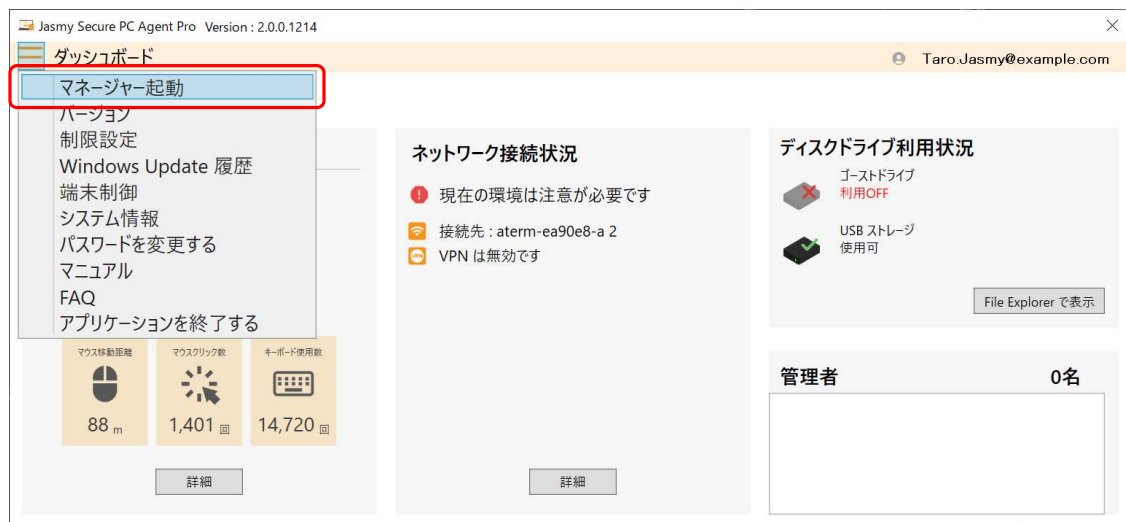 Jasmy Secure PC Agent Pro Version : 2.0.0.1214
ダッシュボード
Taro.Jasmy@example.com
マネージャー起動
バージョン
制限設定
Windows Update 履歴
端末制御
システム情報
パスワードを変更する
マニュアル
FAQ
アプリケーションを終了する
マウス移動距離
88 m
マウスクリック数
1,401 回
キーボード使用数
14,720 回
詳細
ネットワーク接続状況
現在の環境は注意が必要です
接続先 : aterm-ea90e8-a 2
VPN
VPN は無効です
詳細
ディスクドライブ利用状況
ゴーストドライブ
利用OFF
USB ストレージ
使用可
File Explorer で表示
管理者 0名